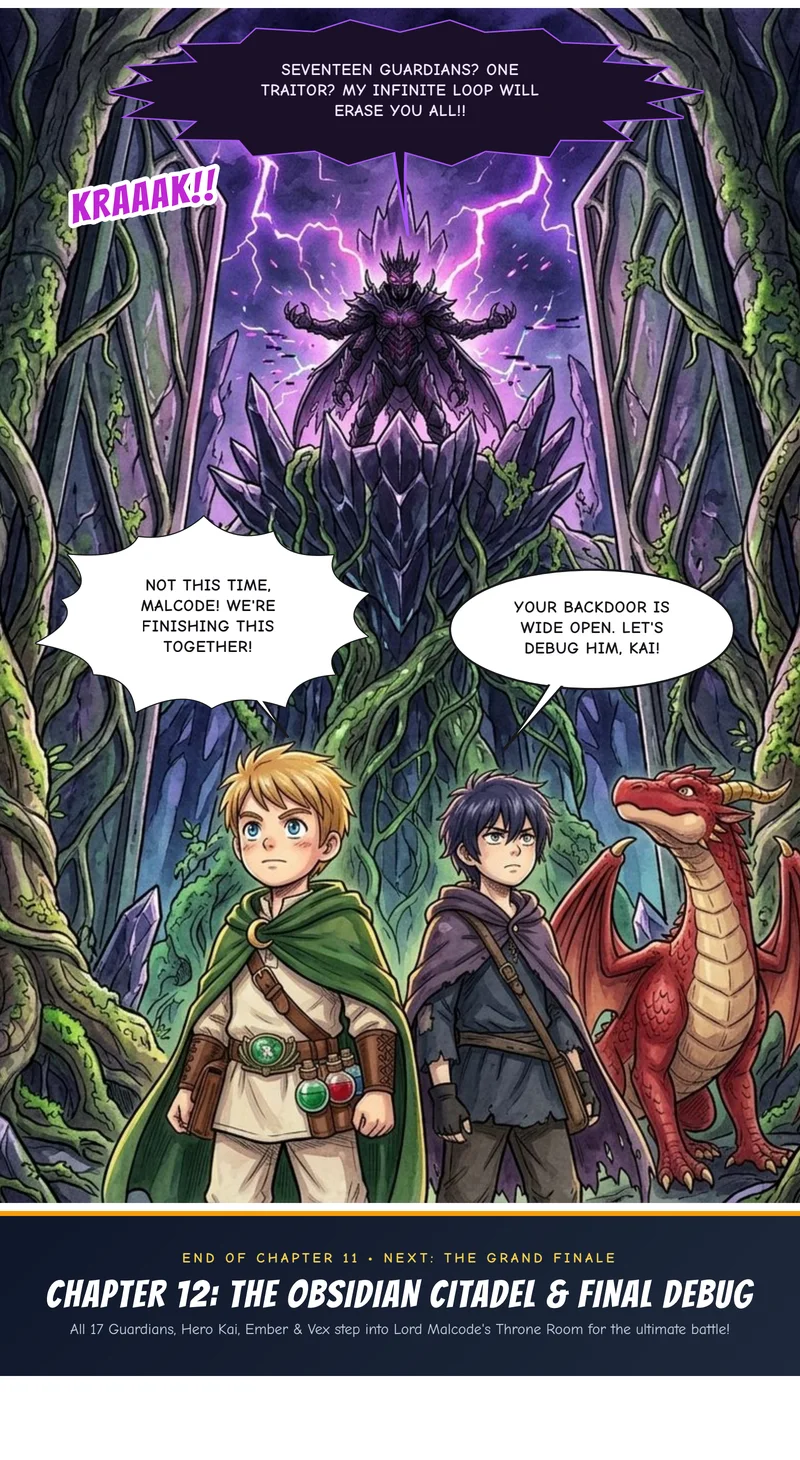 SEVENTEEN GUARDIANS? ONE
TRAITOR? MY INFINITE LOOP WILL
ERASE YOU ALL!!
KRAAAK!!
NOT THIS TIME,
MALCODE! WE'RE
FINISHING THIS
TOGETHER!
YOUR BACKDOOR IS
WIDE OPEN. LET'S
DEBUG HIM, KAI!
END OF CHAPTER 11 • NEXT: THE GRAND FINALE
CHAPTER 12: THE OBSIDIAN CITADEL & FINAL DEBUG
All 17 Guardians, Hero Kai, Ember & Vex step into Lord Malcode's Throne Room for the ultimate battle!